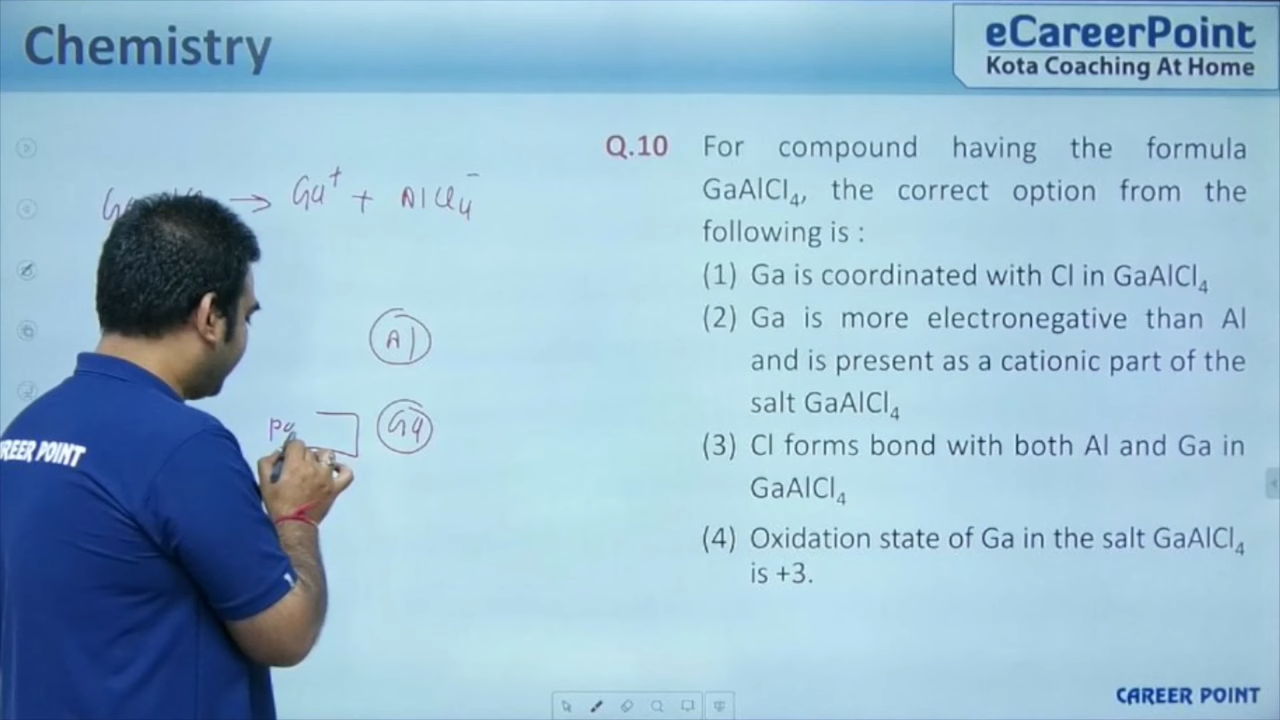 Chemistry
eCareerPoint
Kota Coaching At Home
→ Ga⁺ + AlCl₄⁻
Al
Ga
REER POINT
Q.10 For compound having the formula
GaAlCl₄, the correct option from the
following is :
(1) Ga is coordinated with Cl in GaAlCl₄
(2) Ga is more electronegative than Al
and is present as a cationic part of the
salt GaAlCl₄
(3) Cl forms bond with both Al and Ga in
GaAlCl₄
(4) Oxidation state of Ga in the salt GaAlCl₄
is +3.
CAREER POINT